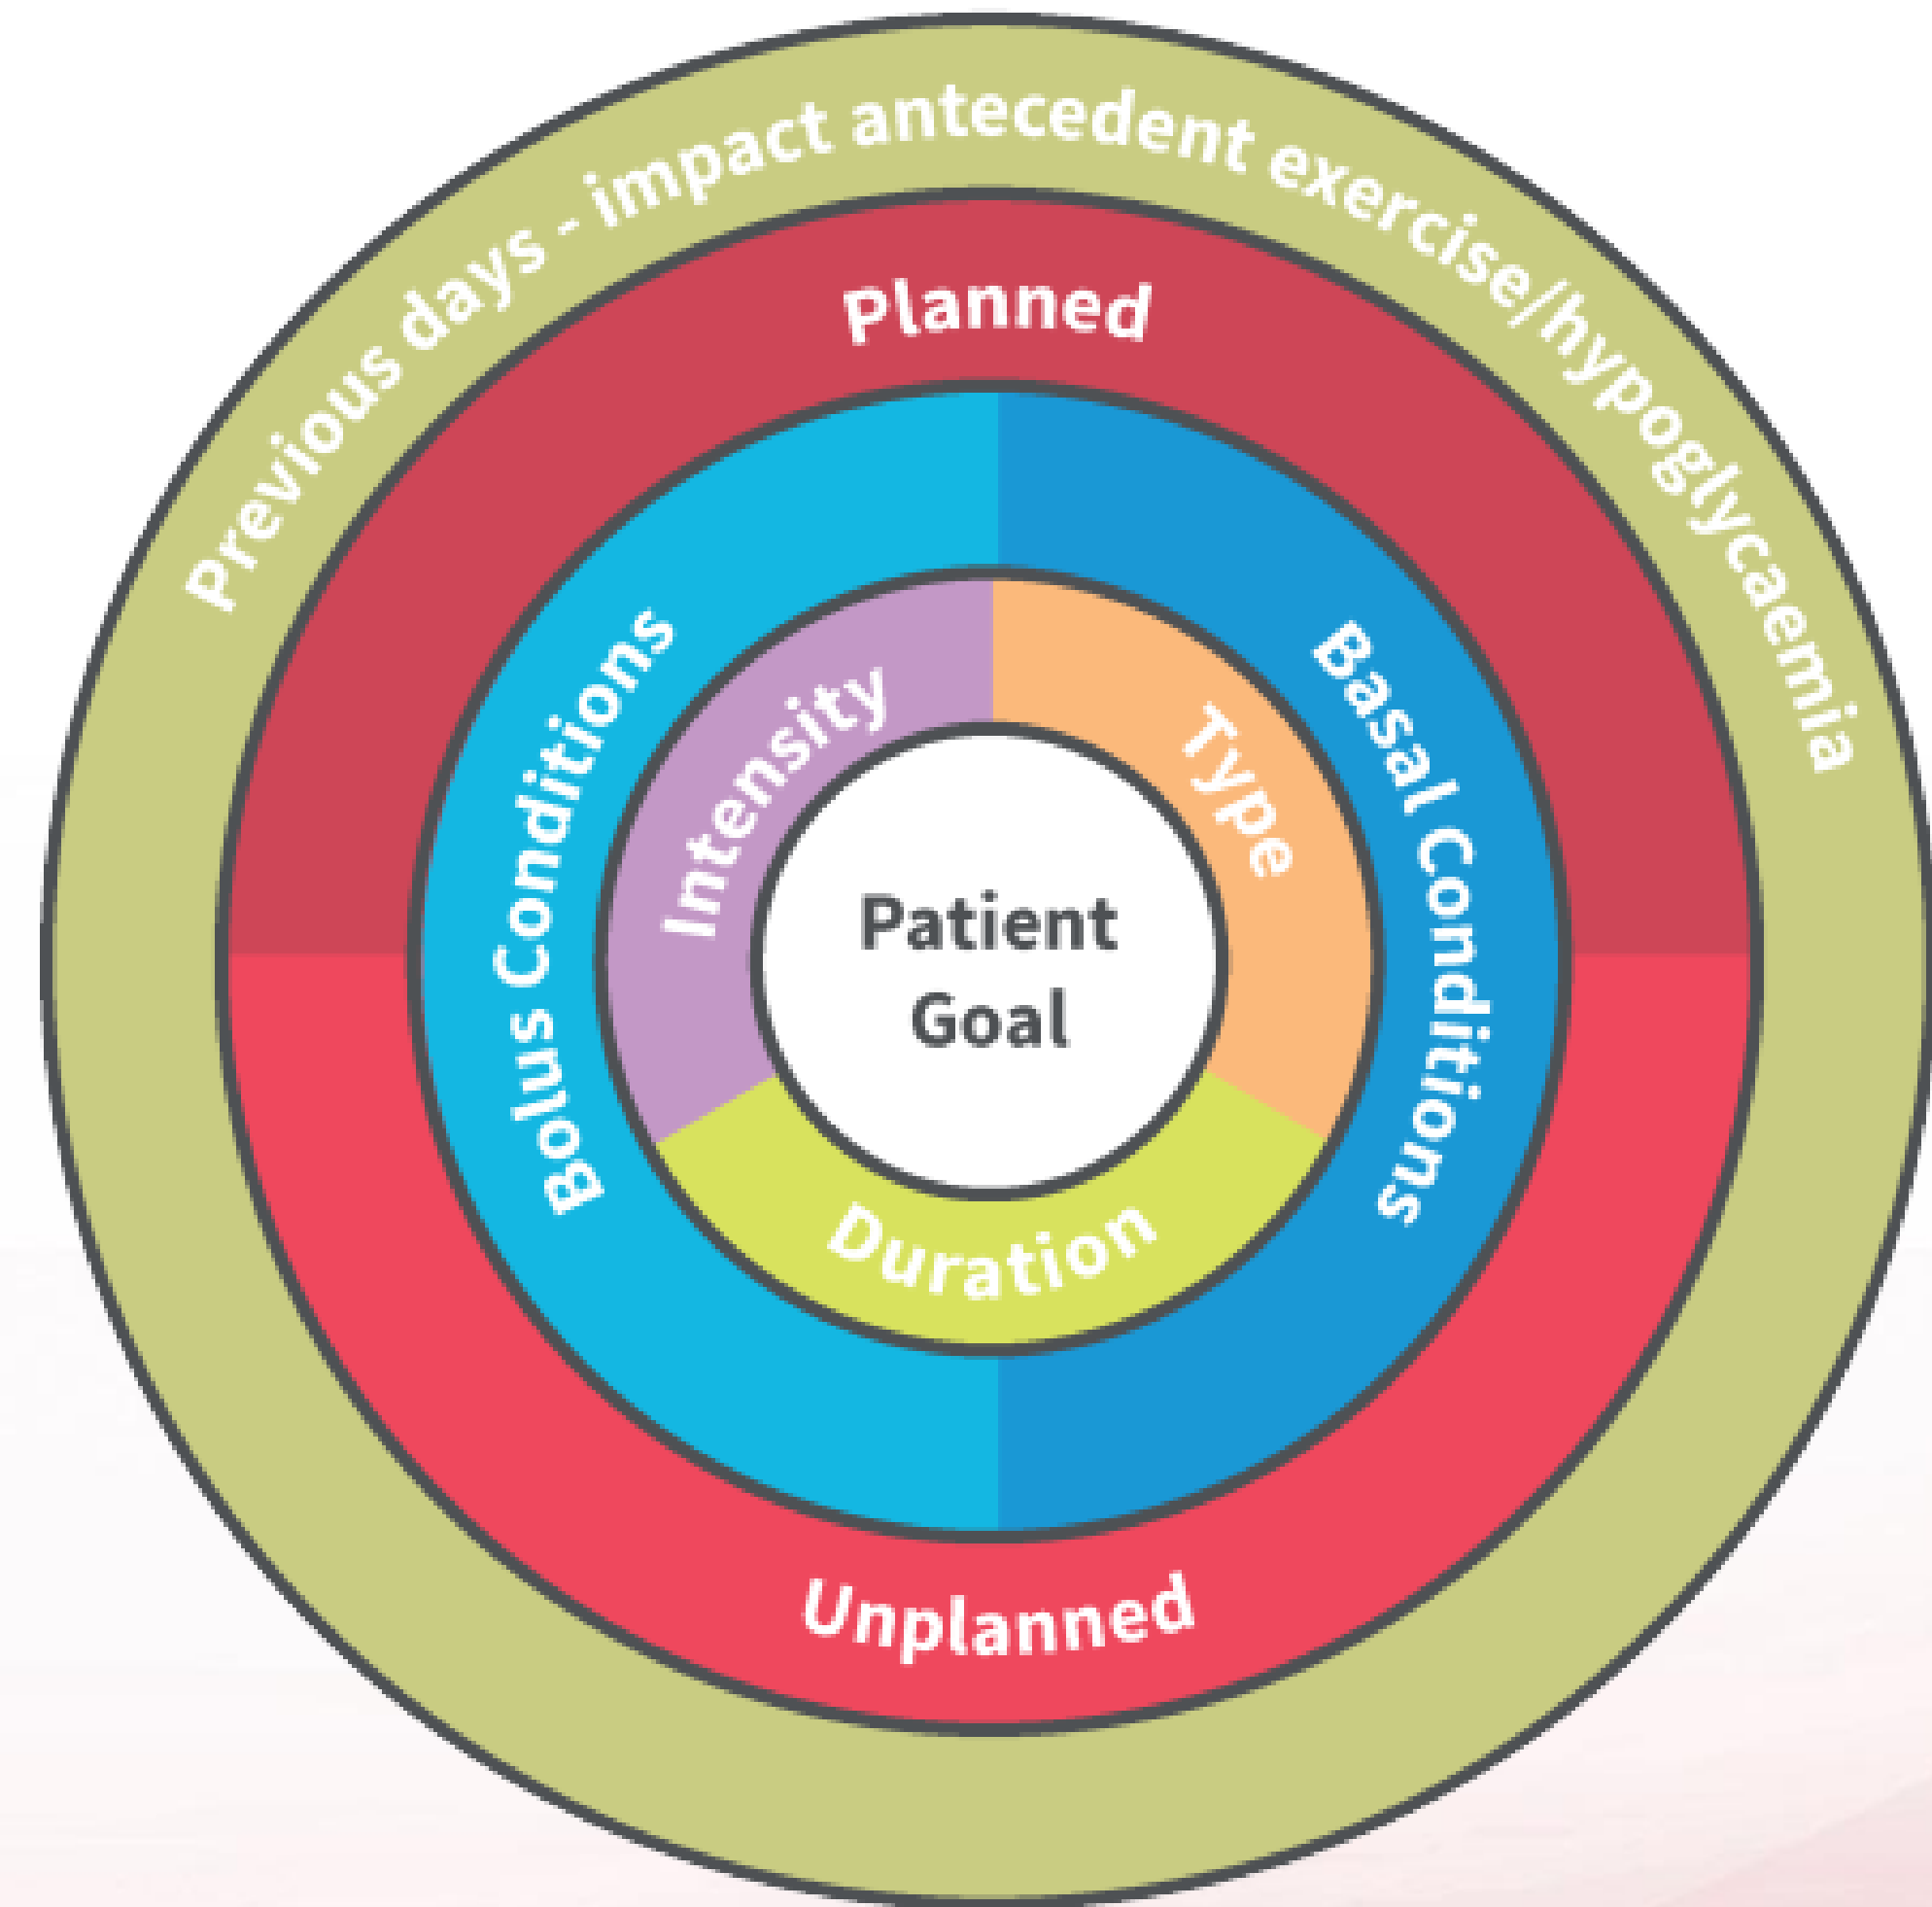 Previous days - impact antecedent exercise/hypoglycaemia
Planned
Bolus Conditions
Basal Conditions
Intensity
Type
Patient
Goal
Duration
Unplanned